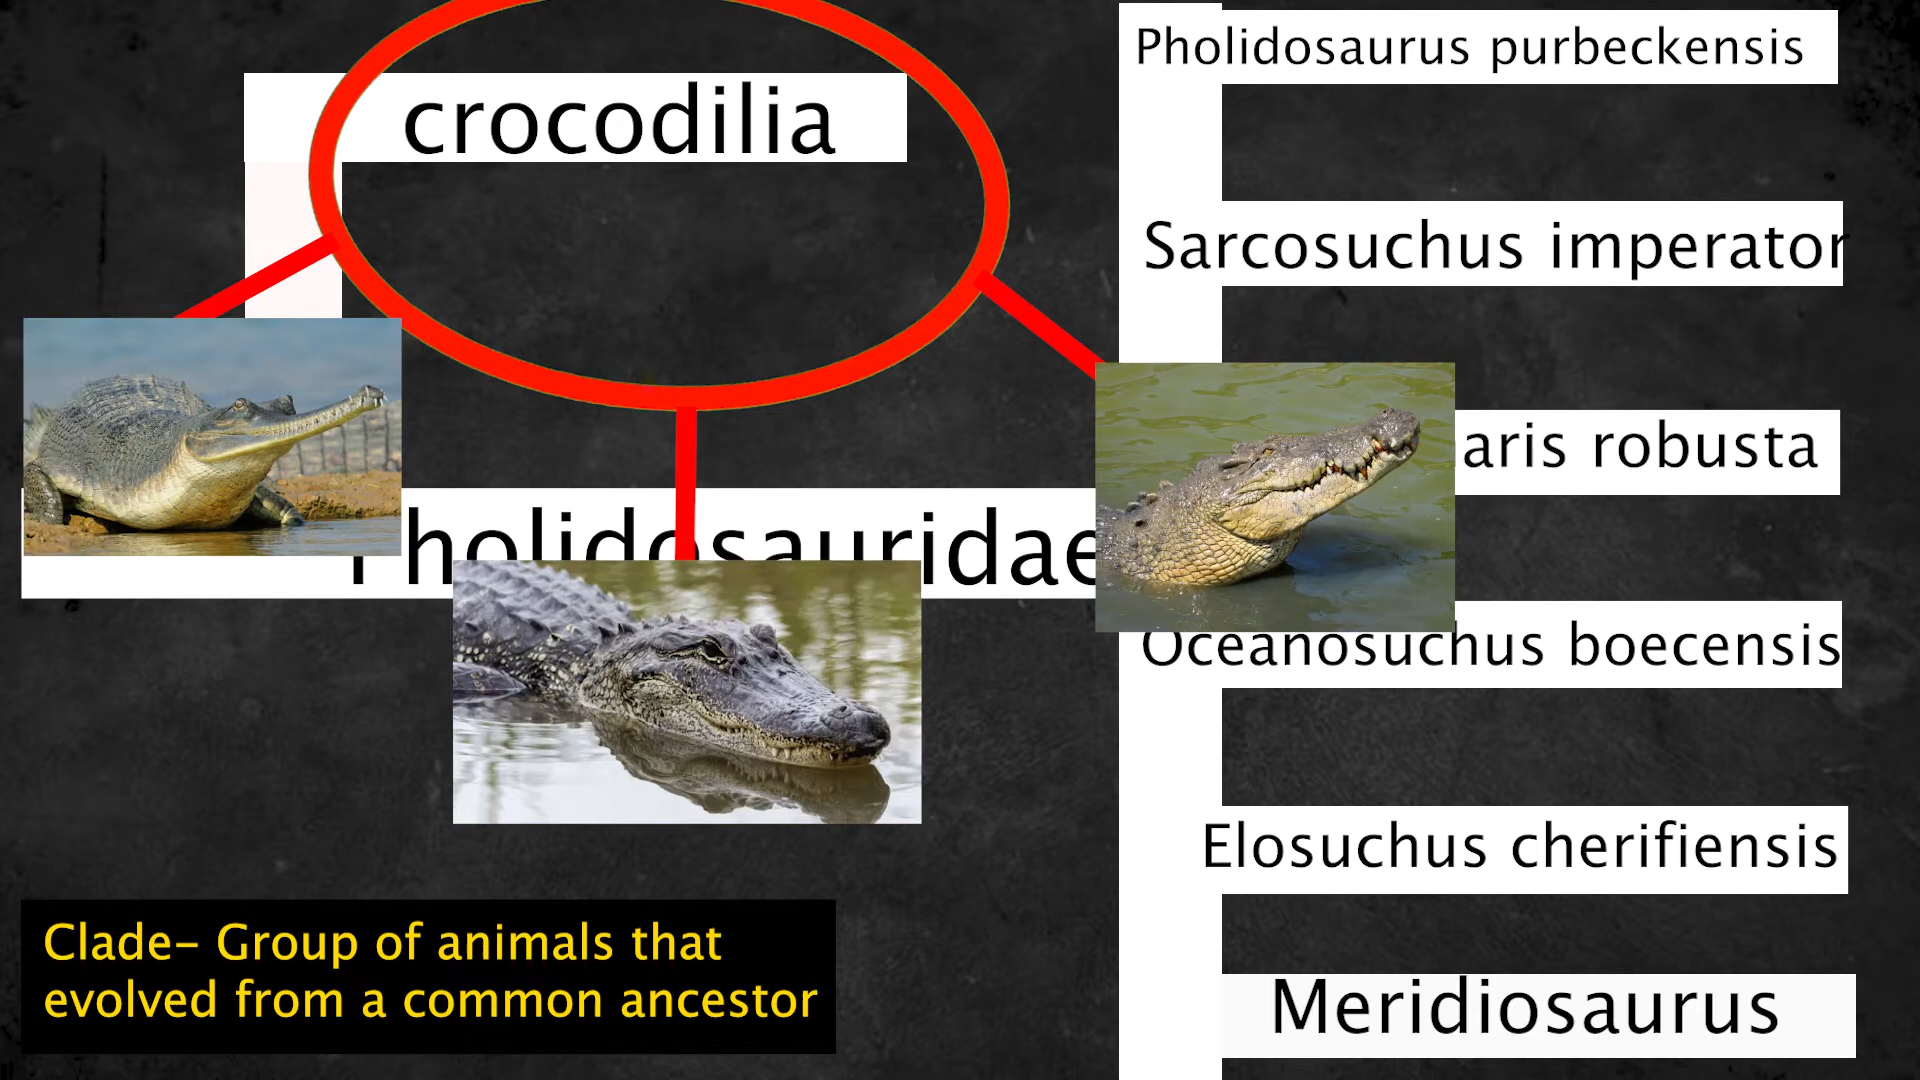 crocodilia
Pholidosauridae
Pholidosaurus purbeckensis
Sarcosuchus imperator
aris robusta
Oceanosuchus boecensis
Elosuchus cherifiensis
Meridiosaurus
Clade- Group of animals that
evolved from a common ancestor